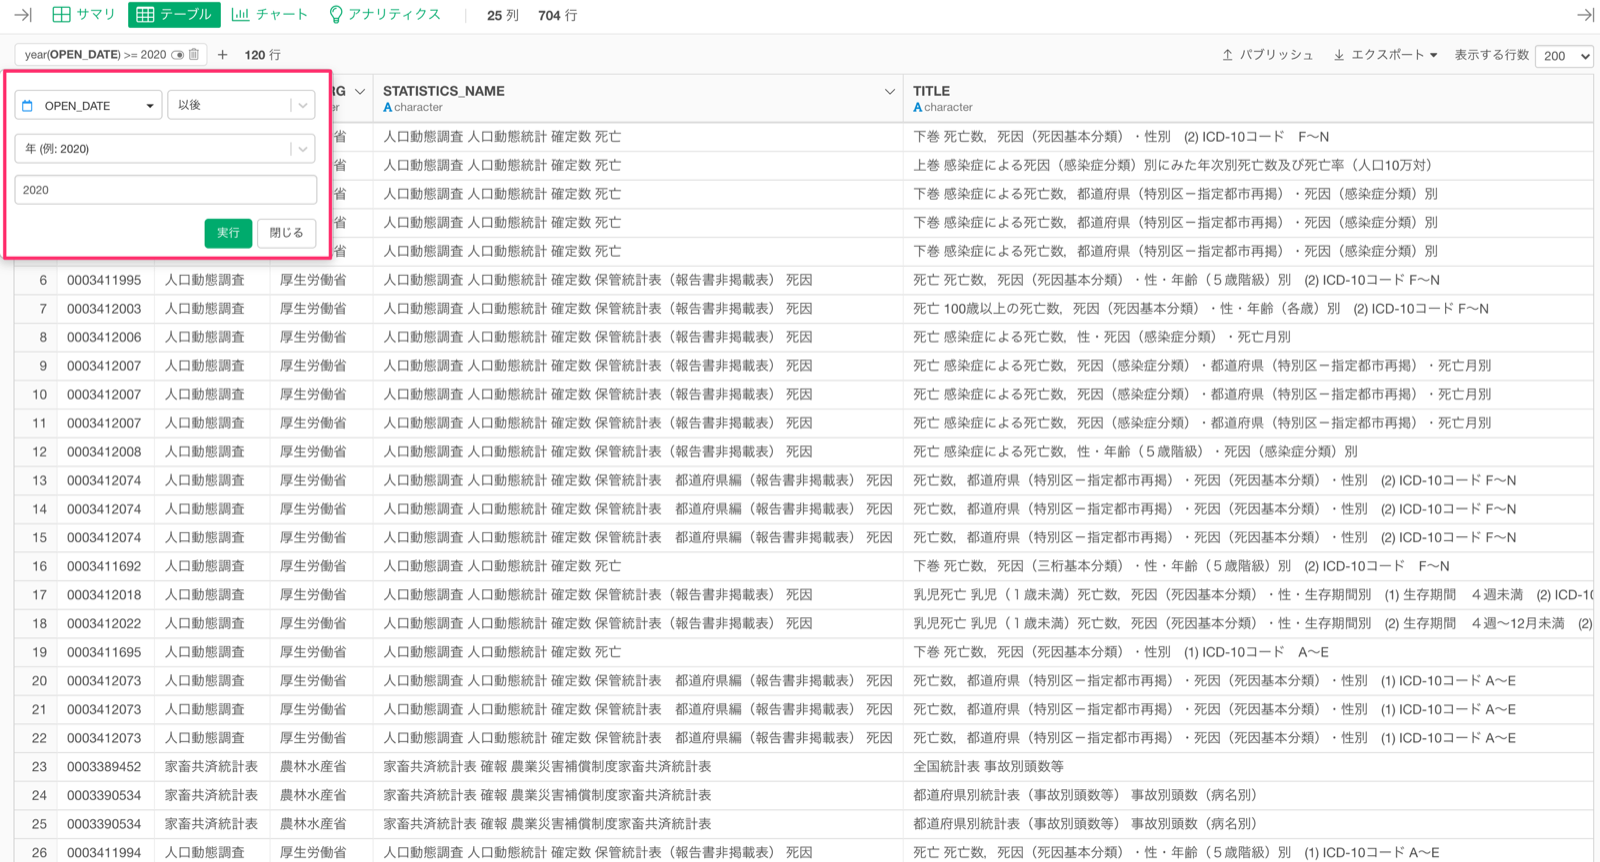 サマリ テーブル チャート アナリティクス 25 列 704 行
year(OPEN_DATE) >= 2020 + 120 行 パブリッシュ エクスポート 表示する行数 200
OPEN_DATE 以後
年 (例: 2020)
2020
実行 閉じる
RG STATISTICS_NAME TITLE
er A character A character
省 人口動態調査 人口動態統計 確定数 死亡 下巻 死亡数，死因（死因基本分類）・性別 (2) ICD-10コード F～N
省 人口動態調査 人口動態統計 確定数 死亡 上巻 感染症による死因（感染症分類）別にみた年次別死亡数及び死亡率（人口10万対）
省 人口動態調査 人口動態統計 確定数 死亡 下巻 感染症による死亡数，都道府県（特別区－指定都市再掲）・死因（感染症分類）別
省 人口動態調査 人口動態統計 確定数 死亡 下巻 感染症による死亡数，都道府県（特別区－指定都市再掲）・死因（感染症分類）別
省 人口動態調査 人口動態統計 確定数 死亡 下巻 感染症による死亡数，都道府県（特別区－指定都市再掲）・死因（感染症分類）別
6 0003411995 人口動態調査 厚生労働省 人口動態調査 人口動態統計 確定数 保管統計表（報告書非掲載表） 死因 死亡 死亡数，死因（死因基本分類）・性・年齢（５歳階級）別 (2) ICD-10コード F～N
7 0003412003 人口動態調査 厚生労働省 人口動態調査 人口動態統計 確定数 保管統計表（報告書非掲載表） 死因 死亡 100歳以上の死亡数，死因（死因基本分類）・性・年齢（各歳）別 (2) ICD-10コード F～N
8 0003412006 人口動態調査 厚生労働省 人口動態調査 人口動態統計 確定数 保管統計表（報告書非掲載表） 死因 死亡 感染症による死亡数，性・死因（感染症分類）・死亡月別
9 0003412007 人口動態調査 厚生労働省 人口動態調査 人口動態統計 確定数 保管統計表（報告書非掲載表） 死因 死亡 感染症による死亡数，死因（感染症分類）・都道府県（特別区－指定都市再掲）・死亡月別
10 0003412007 人口動態調査 厚生労働省 人口動態調査 人口動態統計 確定数 保管統計表（報告書非掲載表） 死因 死亡 感染症による死亡数，死因（感染症分類）・都道府県（特別区－指定都市再掲）・死亡月別
11 0003412007 人口動態調査 厚生労働省 人口動態調査 人口動態統計 確定数 保管統計表（報告書非掲載表） 死因 死亡 感染症による死亡数，死因（感染症分類）・都道府県（特別区－指定都市再掲）・死亡月別
12 0003412008 人口動態調査 厚生労働省 人口動態調査 人口動態統計 確定数 保管統計表（報告書非掲載表） 死因 死亡 感染症による死亡数，性・年齢（５歳階級）・死因（感染症分類）別
13 0003412074 人口動態調査 厚生労働省 人口動態調査 人口動態統計 確定数 保管統計表 都道府県編（報告書非掲載表） 死因 死亡数，都道府県（特別区－指定都市再掲）・死因（死因基本分類）・性別 (2) ICD-10コード F～N
14 0003412074 人口動態調査 厚生労働省 人口動態調査 人口動態統計 確定数 保管統計表 都道府県編（報告書非掲載表） 死因 死亡数，都道府県（特別区－指定都市再掲）・死因（死因基本分類）・性別 (2) ICD-10コード F～N
15 0003412074 人口動態調査 厚生労働省 人口動態調査 人口動態統計 確定数 保管統計表 都道府県編（報告書非掲載表） 死因 死亡数，都道府県（特別区－指定都市再掲）・死因（死因基本分類）・性別 (2) ICD-10コード F～N
16 0003411692 人口動態調査 厚生労働省 人口動態調査 人口動態統計 確定数 死亡 下巻 死亡数，死因（三桁基本分類）・性・年齢（５歳階級）別 (2) ICD-10コード F～N
17 0003412018 人口動態調査 厚生労働省 人口動態調査 人口動態統計 確定数 保管統計表（報告書非掲載表） 死因 乳児死亡 乳児（１歳未満）死亡数，死因（死因基本分類）・性・生存期間別 (1) 生存期間 ４週未満 (2) ICD-10
18 0003412022 人口動態調査 厚生労働省 人口動態調査 人口動態統計 確定数 保管統計表（報告書非掲載表） 死因 乳児死亡 乳児（１歳未満）死亡数，死因（死因基本分類）・性・生存期間別 (2) 生存期間 ４週～12月未満 (2)
19 0003411695 人口動態調査 厚生労働省 人口動態調査 人口動態統計 確定数 死亡 下巻 死亡数，死因（死因基本分類）・性別 (1) ICD-10コード A～E
20 0003412073 人口動態調査 厚生労働省 人口動態調査 人口動態統計 確定数 保管統計表 都道府県編（報告書非掲載表） 死因 死亡数，都道府県（特別区－指定都市再掲）・死因（死因基本分類）・性別 (1) ICD-10コード A～E
21 0003412073 人口動態調査 厚生労働省 人口動態調査 人口動態統計 確定数 保管統計表 都道府県編（報告書非掲載表） 死因 死亡数，都道府県（特別区－指定都市再掲）・死因（死因基本分類）・性別 (1) ICD-10コード A～E
22 0003412073 人口動態調査 厚生労働省 人口動態調査 人口動態統計 確定数 保管統計表 都道府県編（報告書非掲載表） 死因 死亡数，都道府県（特別区－指定都市再掲）・死因（死因基本分類）・性別 (1) ICD-10コード A～E
23 0003389452 家畜共済統計表 農林水産省 家畜共済統計表 確報 農業災害補償制度家畜共済統計表 全国統計表 事故別頭数等
24 0003390534 家畜共済統計表 農林水産省 家畜共済統計表 確報 農業災害補償制度家畜共済統計表 都道府県別統計表（事故別頭数等） 事故別頭数（病名別）
25 0003390534 家畜共済統計表 農林水産省 家畜共済統計表 確報 農業災害補償制度家畜共済統計表 都道府県別統計表（事故別頭数等） 事故別頭数（病名別）
26 0003411994 人口動態調査 厚生労働省 人口動態調査 人口動態統計 確定数 保管統計表（報告書非掲載表） 死因 死亡 死亡数，死因（死因基本分類）・性・年齢（５歳階級）別 (1) ICD-10コード A～E